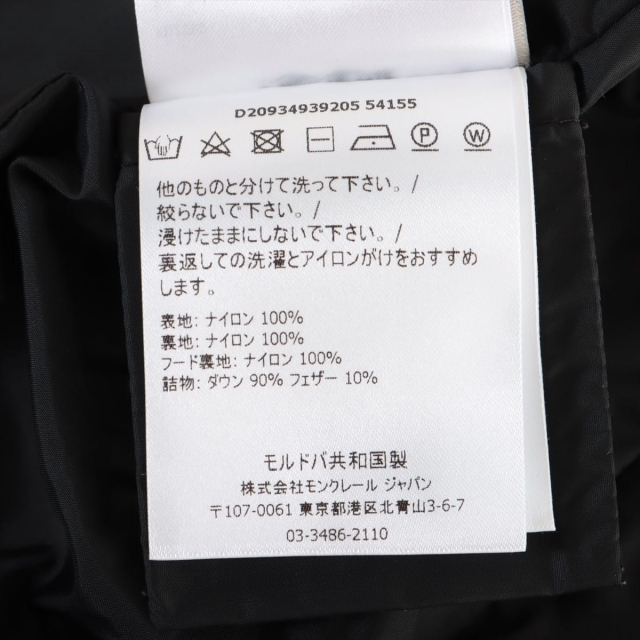 D20934939205 54155
P W
他のものと分けて洗って下さい。/
絞らないで下さい。/
浸けたままにしないで下さい。/
裏返しての洗濯とアイロンがけをおすすめ
します。
表地: ナイロン 100%
裏地: ナイロン 100%
フード裏地: ナイロン 100%
詰物: ダウン 90% フェザー 10%
モルドバ共和国製
株式会社モンクレール ジャパン
〒107-0061 東京都港区北青山3-6-7
03-3486-2110